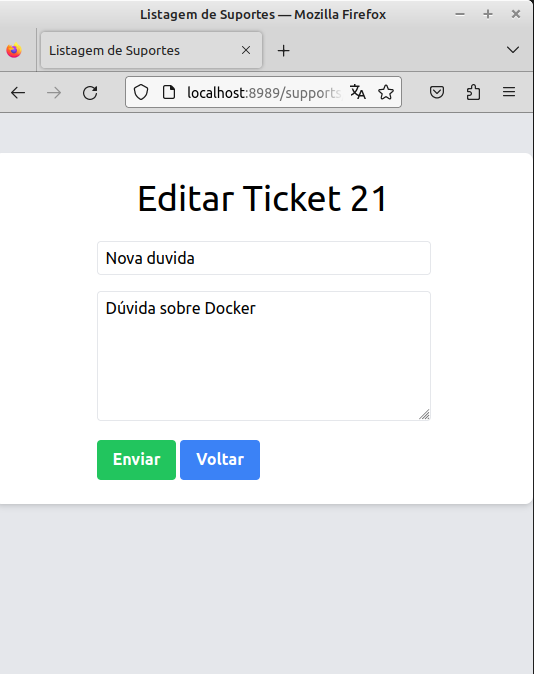 Listagem de Suportes — Mozilla Firefox
Listagem de Suportes
localhost:8989/supports
Editar Ticket 21
Nova duvida
Dúvida sobre Docker
Enviar Voltar